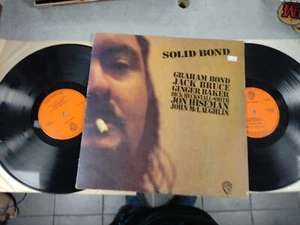 SOLID BOND
GRAHAM BOND
JACK BRUCE
GINGER BAKER
DICK HECKSTALL-SMITH
JON HISEMAN
JOHN McLAUGHLIN